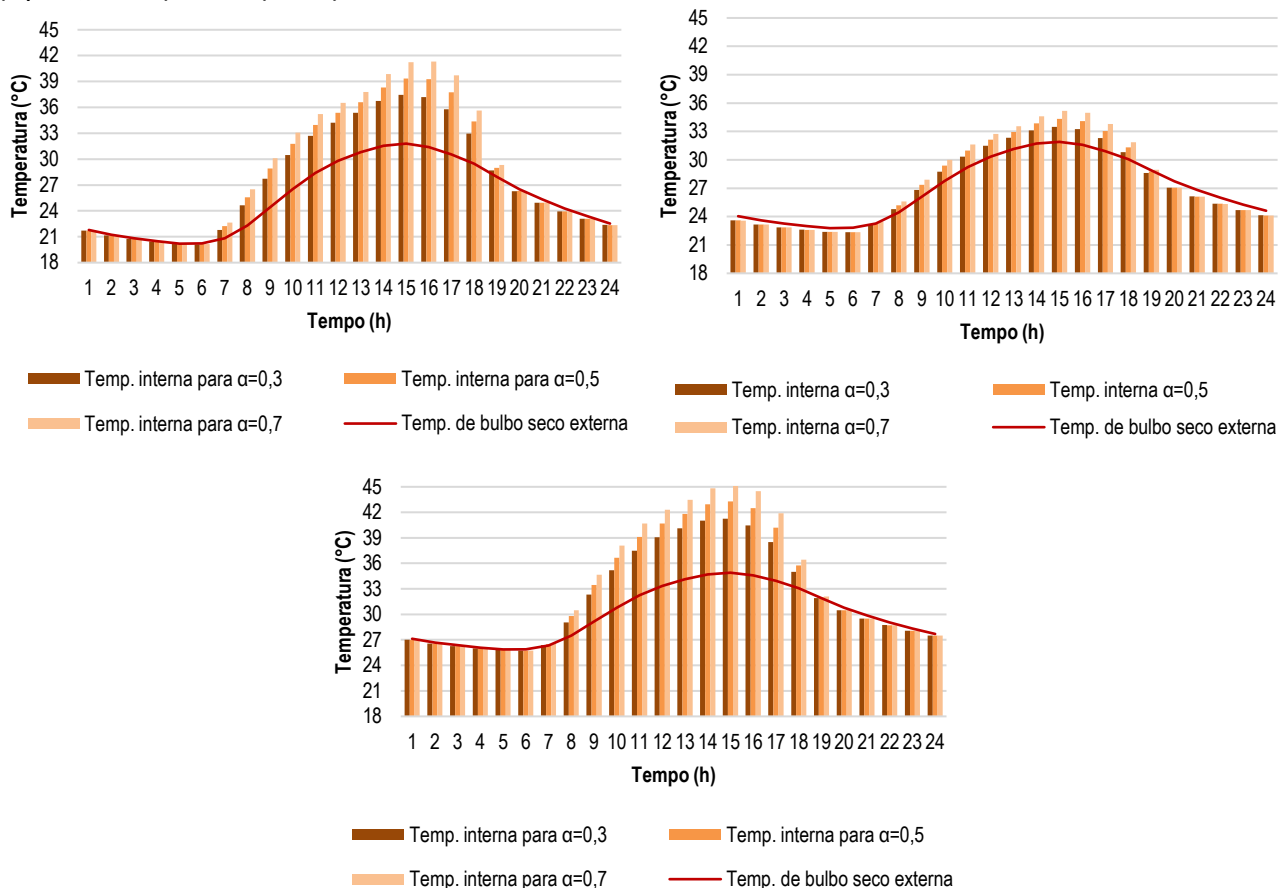 45
42
39
36
33
30
27
24
21
18
Temperatura (°C)
1 2 3 4 5 6 7 8 9 10 11 12 13 14 15 16 17 18 19 20 21 22 23 24
Tempo (h)
Temp. interna para α=0,3
Temp. interna para α=0,5
Temp. interna para α=0,7
Temp. de bulbo seco externa
45
42
39
36
33
30
27
24
21
18
Temperatura (°C)
1 2 3 4 5 6 7 8 9 10 11 12 13 14 15 16 17 18 19 20 21 22 23 24
Tempo (h)
Temp. interna α=0,3
Temp. interna α=0,5
Temp. interna α=0,7
Temp. de bulbo seco externa
45
42
39
36
33
30
27
24
21
18
Temperatura (°C)
1 2 3 4 5 6 7 8 9 10 11 12 13 14 15 16 17 18 19 20 21 22 23 24
Tempo (h)
Temp. interna para α=0,3
Temp. interna para α=0,5
Temp. interna para α=0,7
Temp. de bulbo seco externa